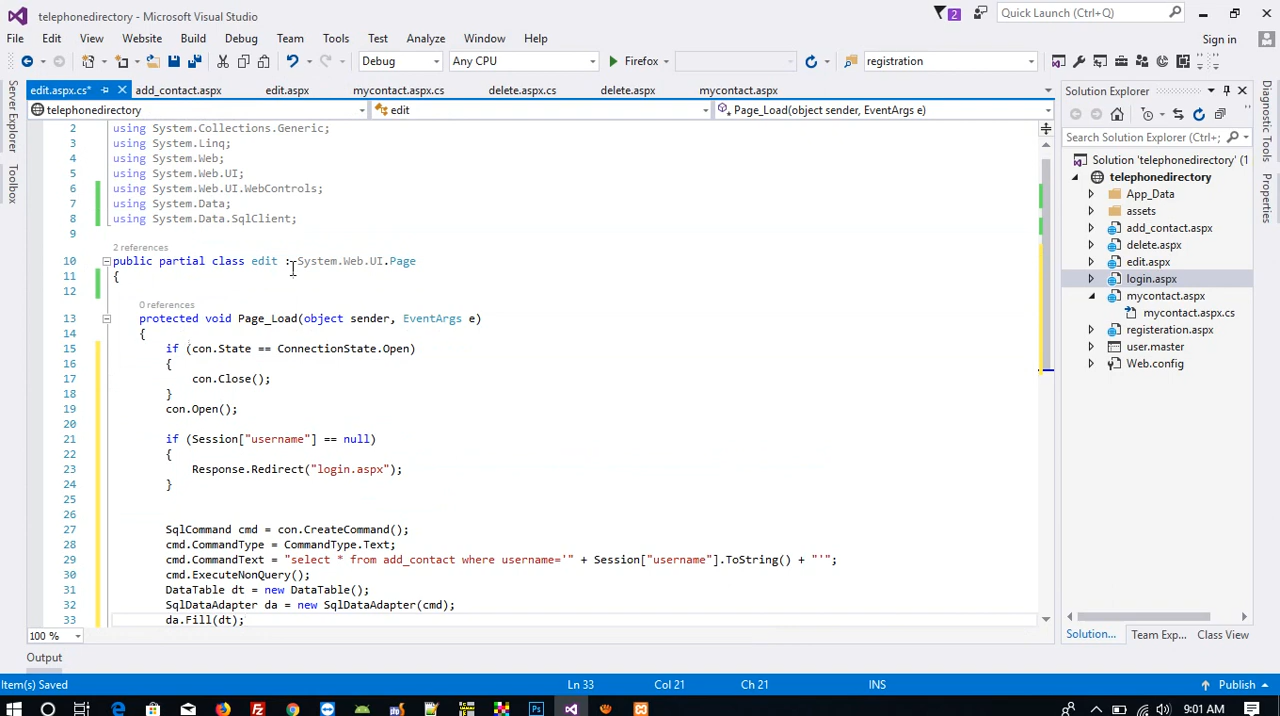 telephonedirectory - Microsoft Visual Studio
2
Quick Launch (Ctrl+Q)
File Edit View Website Build Debug Team Tools Test Analyze Window Help
Sign in
Debug Any CPU Firefox registration
edit.aspx.cs* add_contact.aspx edit.aspx mycontact.aspx.cs delete.aspx.cs delete.aspx mycontact.aspx
telephonedirectory edit Page_Load(object sender, EventArgs e)
Server Explorer
Toolbox
2 using System.Collections.Generic;
3 using System.Linq;
4 using System.Web;
5 using System.Web.UI;
6 using System.Web.UI.WebControls;
7 using System.Data;
8 using System.Data.SqlClient;
9
2 references
10 public partial class edit : System.Web.UI.Page
11 {
12
0 references
13 protected void Page_Load(object sender, EventArgs e)
14 {
15 if (con.State == ConnectionState.Open)
16 {
17 con.Close();
18 }
19 con.Open();
20
21 if (Session["username"] == null)
22 {
23 Response.Redirect("login.aspx");
24 }
25
26
27 SqlCommand cmd = con.CreateCommand();
28 cmd.CommandType = CommandType.Text;
29 cmd.CommandText = "select * from add_contact where username='" + Session["username"].ToString() + "'";
30 cmd.ExecuteNonQuery();
31 DataTable dt = new DataTable();
32 SqlDataAdapter da = new SqlDataAdapter(cmd);
33 da.Fill(dt);
100 %
Solution Explorer
Search Solution Explorer (Ctrl+;
Solution 'telephonedirectory' (1
telephonedirectory
App_Data
assets
add_contact.aspx
delete.aspx
edit.aspx
login.aspx
mycontact.aspx
mycontact.aspx.cs
registeration.aspx
user.master
Web.config
Solution... Team Exp... Class View
Diagnostic Tools
Properties
Output
Item(s) Saved Ln 33 Col 21 Ch 21 INS Publish
9:01 AM